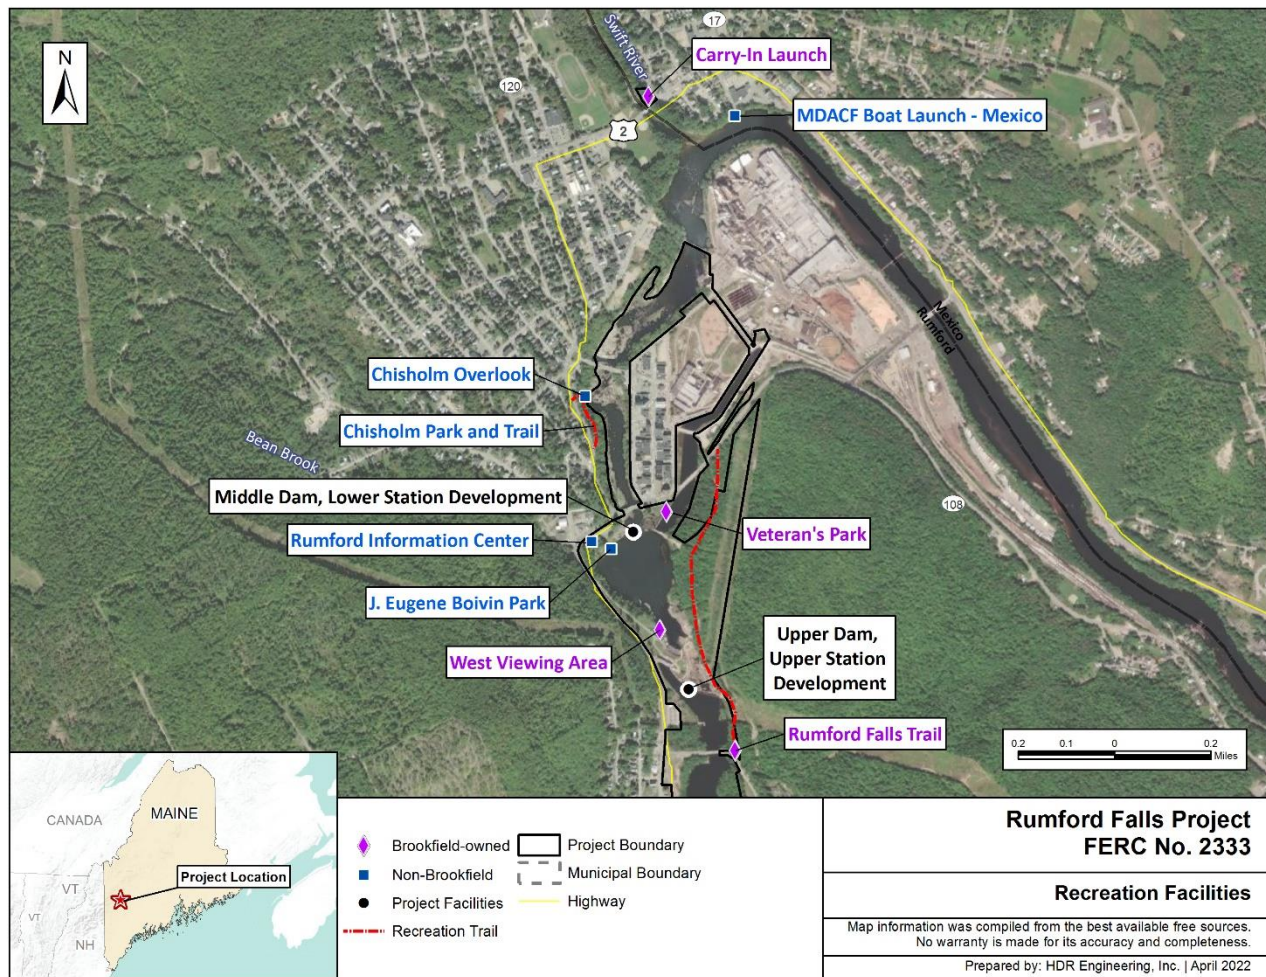 N
Swift River
17
Carry-In Launch
120
MDACF Boat Launch - Mexico
2
Mexico
Rumford
Chisholm Overlook
Chisholm Park and Trail
Bean Brook
Middle Dam, Lower Station Development
108
Rumford Information Center
Veteran's Park
J. Eugene Boivin Park
West Viewing Area
Upper Dam,
Upper Station
Development
Rumford Falls Trail
0.2 0.1 0 0.2
Miles
CANADA
MAINE
VT
VT
NH
Project Location
Brookfield-owned
Non-Brookfield
Project Facilities
Recreation Trail
Project Boundary
Municipal Boundary
Highway
Rumford Falls Project
FERC No. 2333
Recreation Facilities
Map information was compiled from the best available free sources.
No warranty is made for its accuracy and completeness.
Prepared by: HDR Engineering, Inc. | April 2022